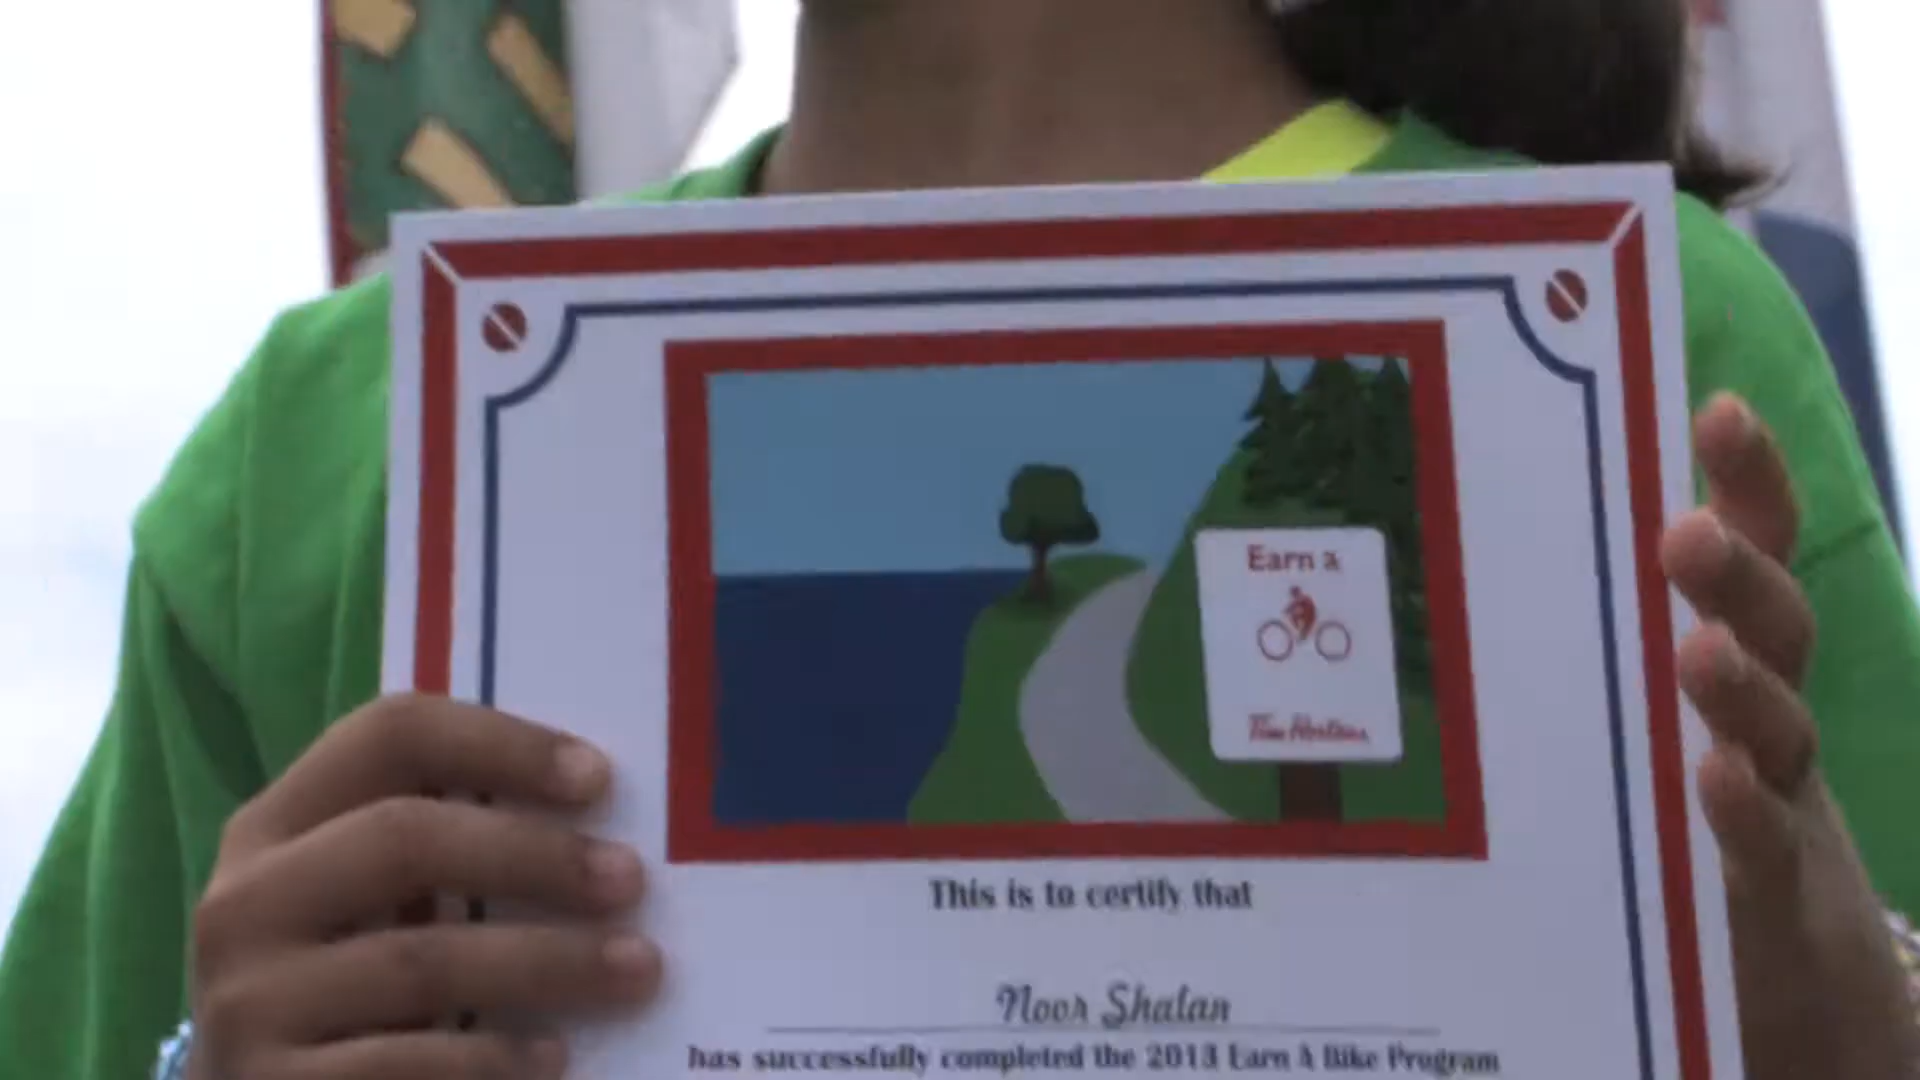 Earn a
Tim Hortons
This is to certify that
Noor Shalan
has successfully completed the 2013 Earn A Bike Program